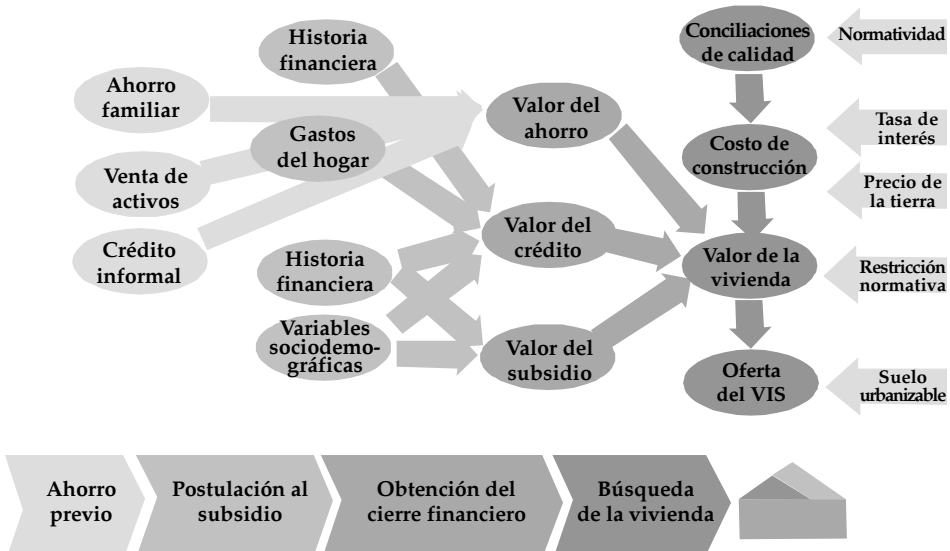 Historia
financiera
Ahorro
familiar
Gastos
del hogar
Venta de
activos
Crédito
informal
Historia
financiera
Variables
sociodemo-
gráficas
Valor del
ahorro
Valor del
crédito
Valor del
subsidio
Conciliaciones
de calidad
Costo de
construcción
Valor de la
vivienda
Oferta
del VIS
Normatividad
Tasa de
interés
Precio de
la tierra
Restricción
normativa
Suelo
urbanizable
Ahorro
previo
Postulación al
subsidio
Obtención del
cierre financiero
Búsqueda
de la vivienda